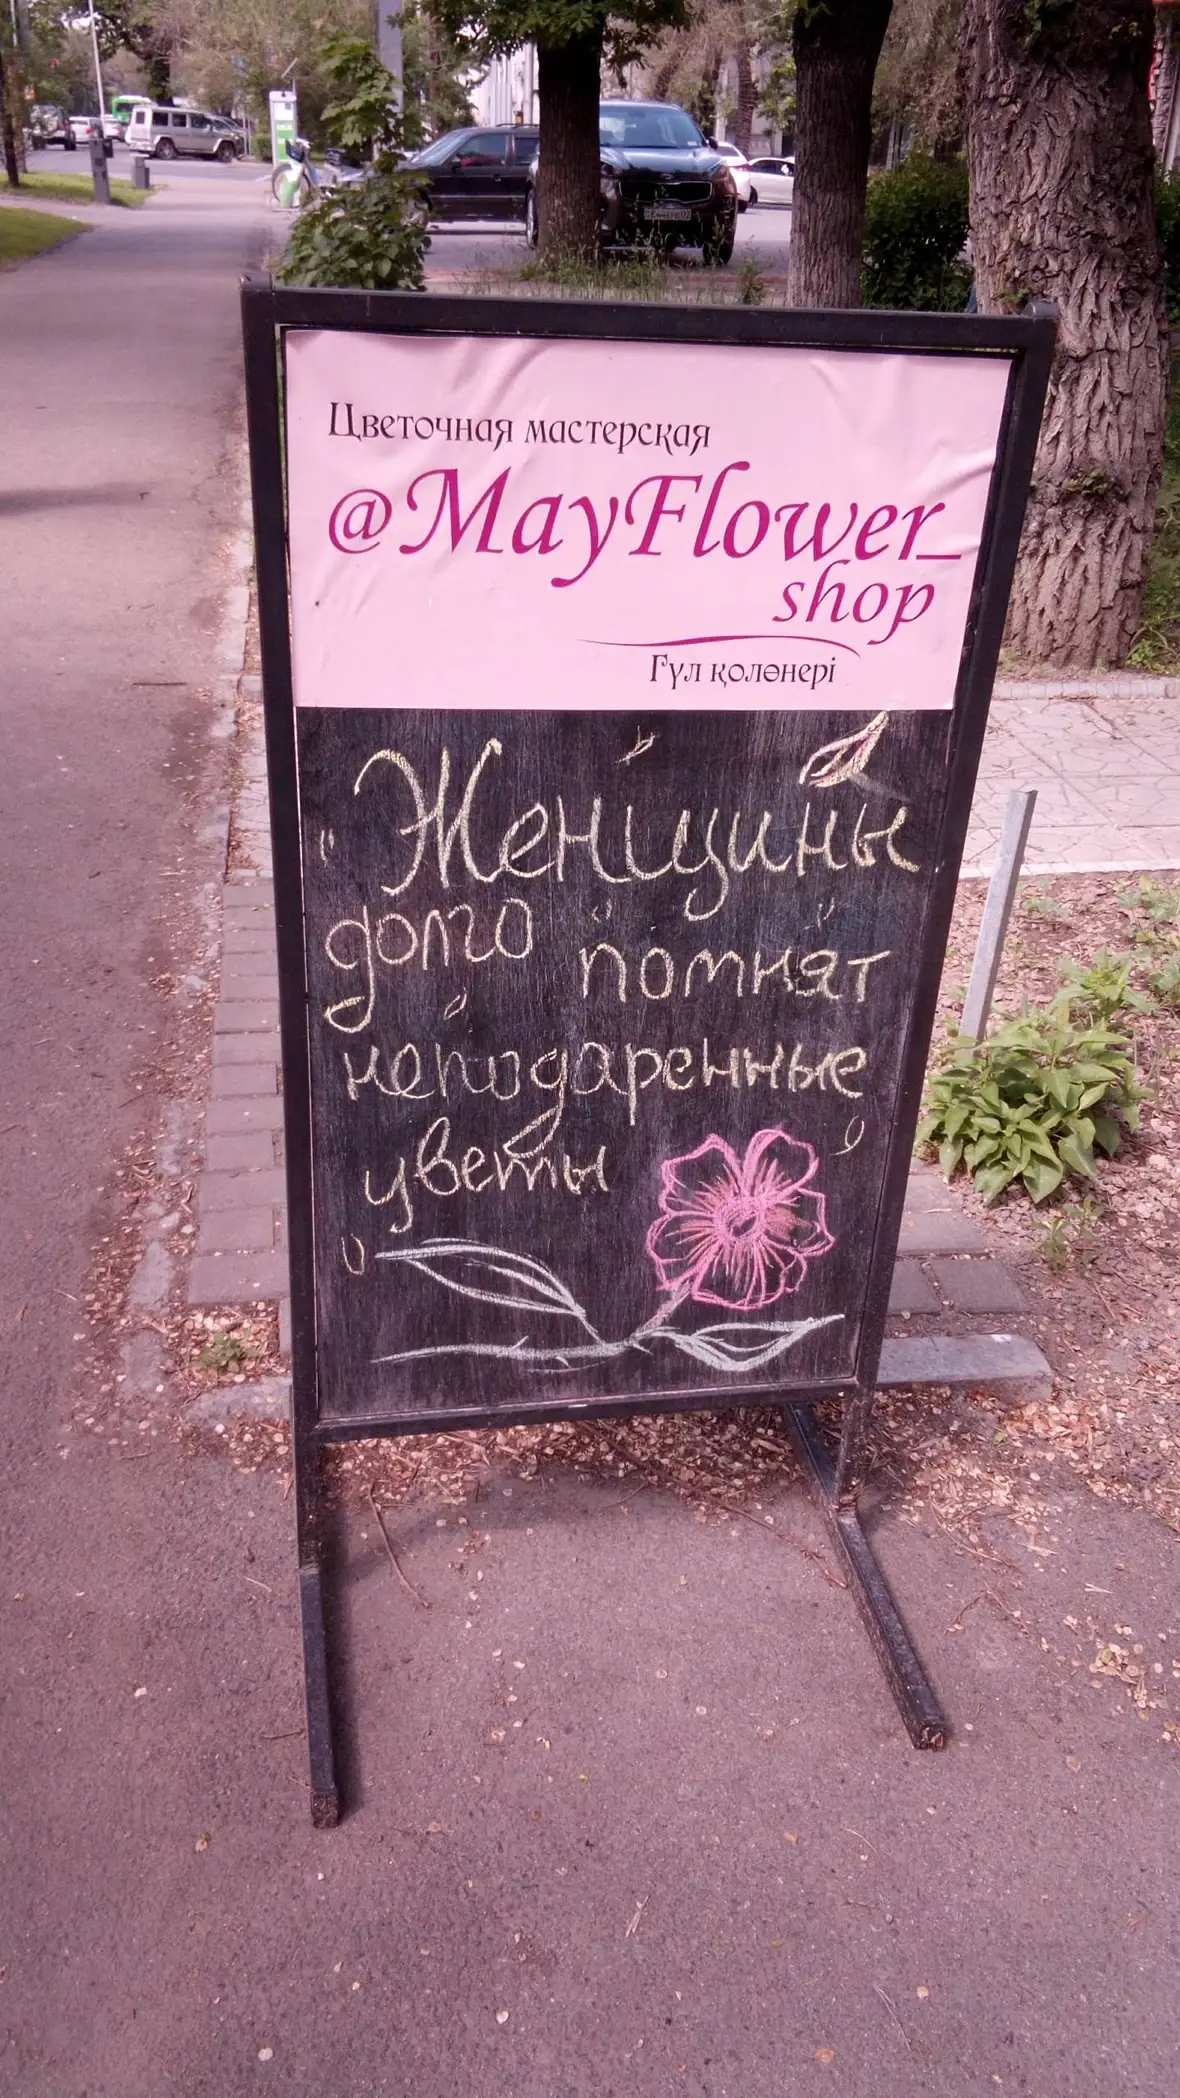 Цветочная мастерская
@MayFlower_
shop
Гүл қолөнері
Женщины
долго помнят
неподаренные
цветы